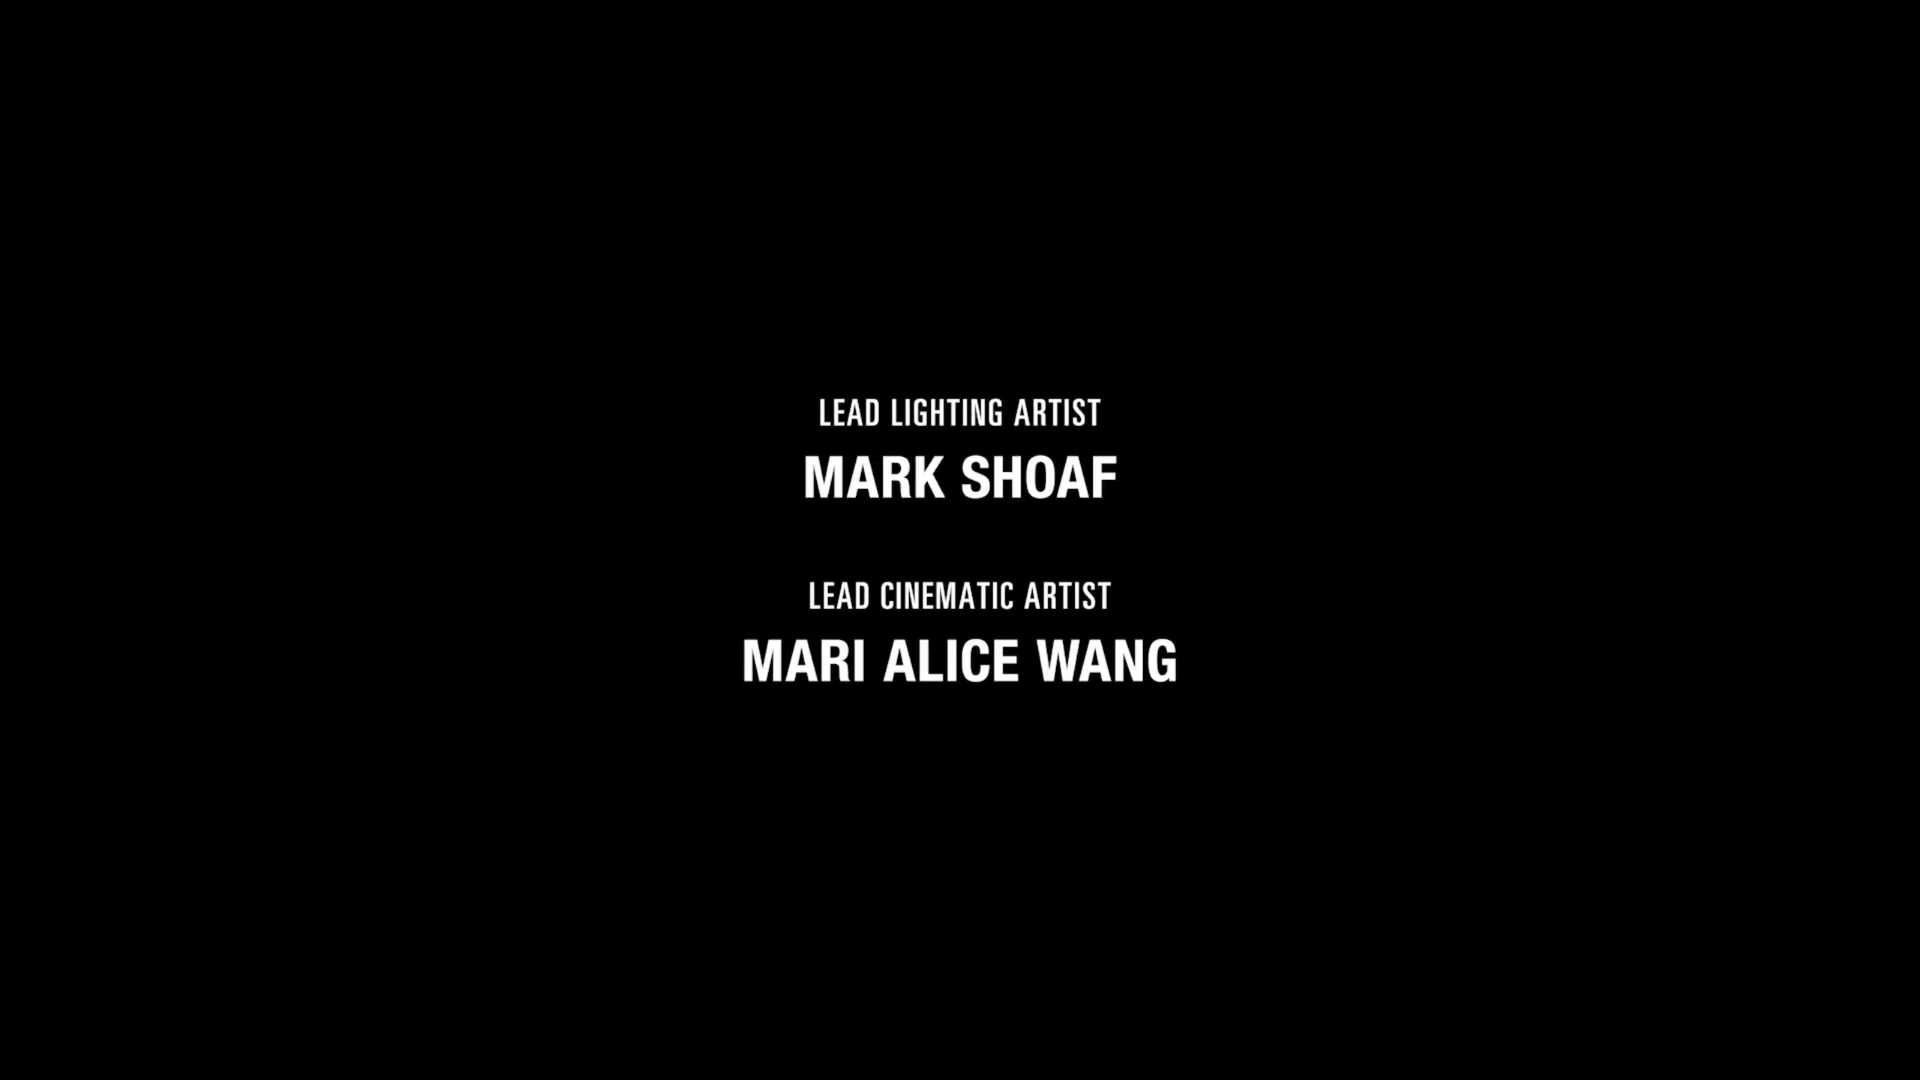 LEAD LIGHTING ARTIST
MARK SHOAF
LEAD CINEMATIC ARTIST
MARI ALICE WANG